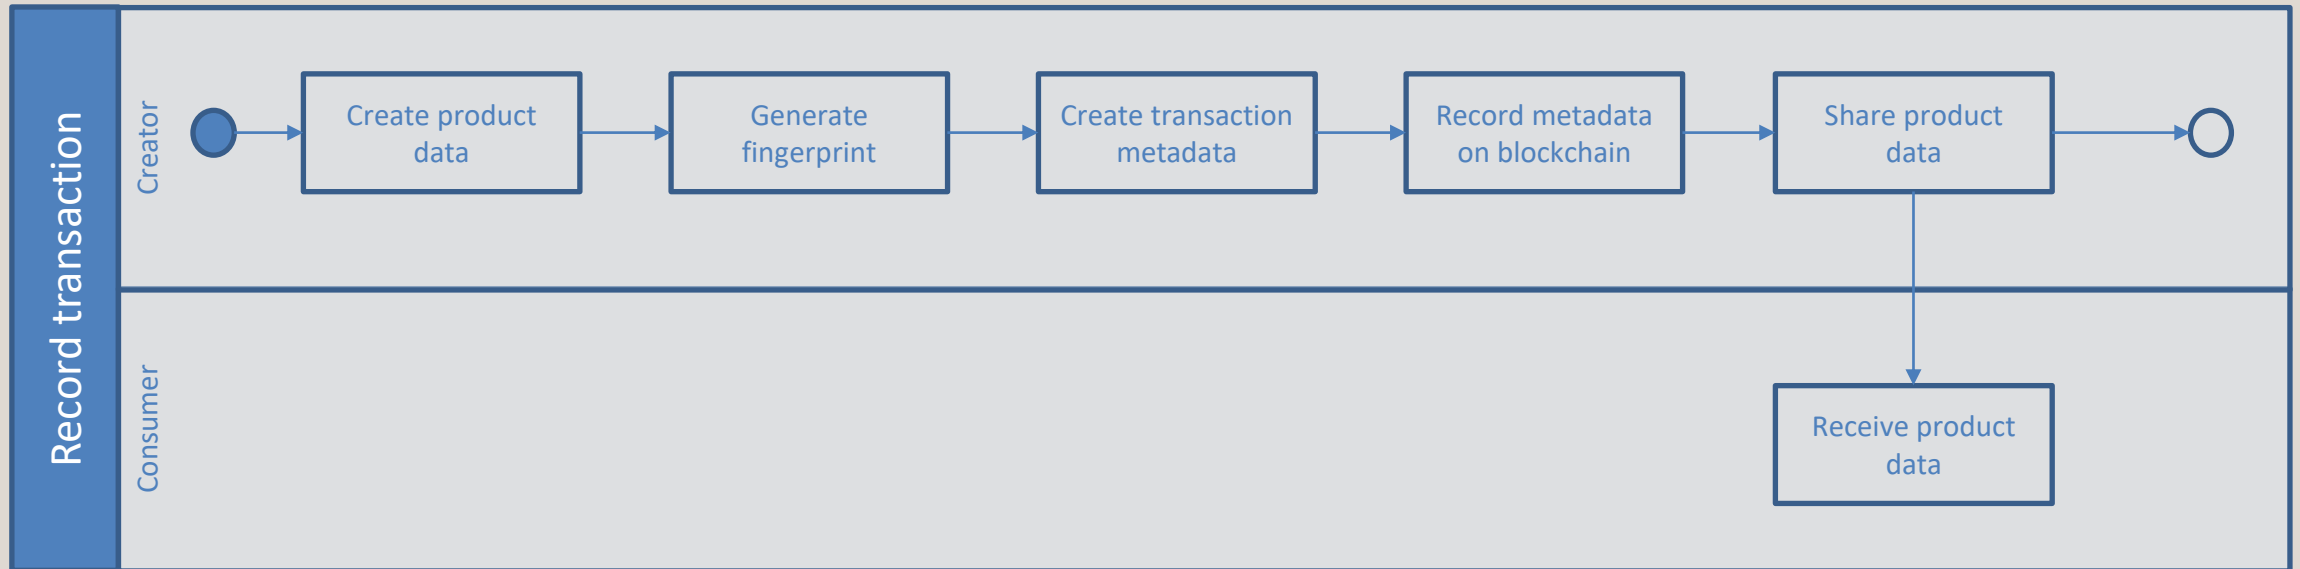 Record transaction
Creator
Create product
data
Generate
fingerprint
Create transaction
metadata
Record metadata
on blockchain
Share product
data
Consumer
Receive product
data